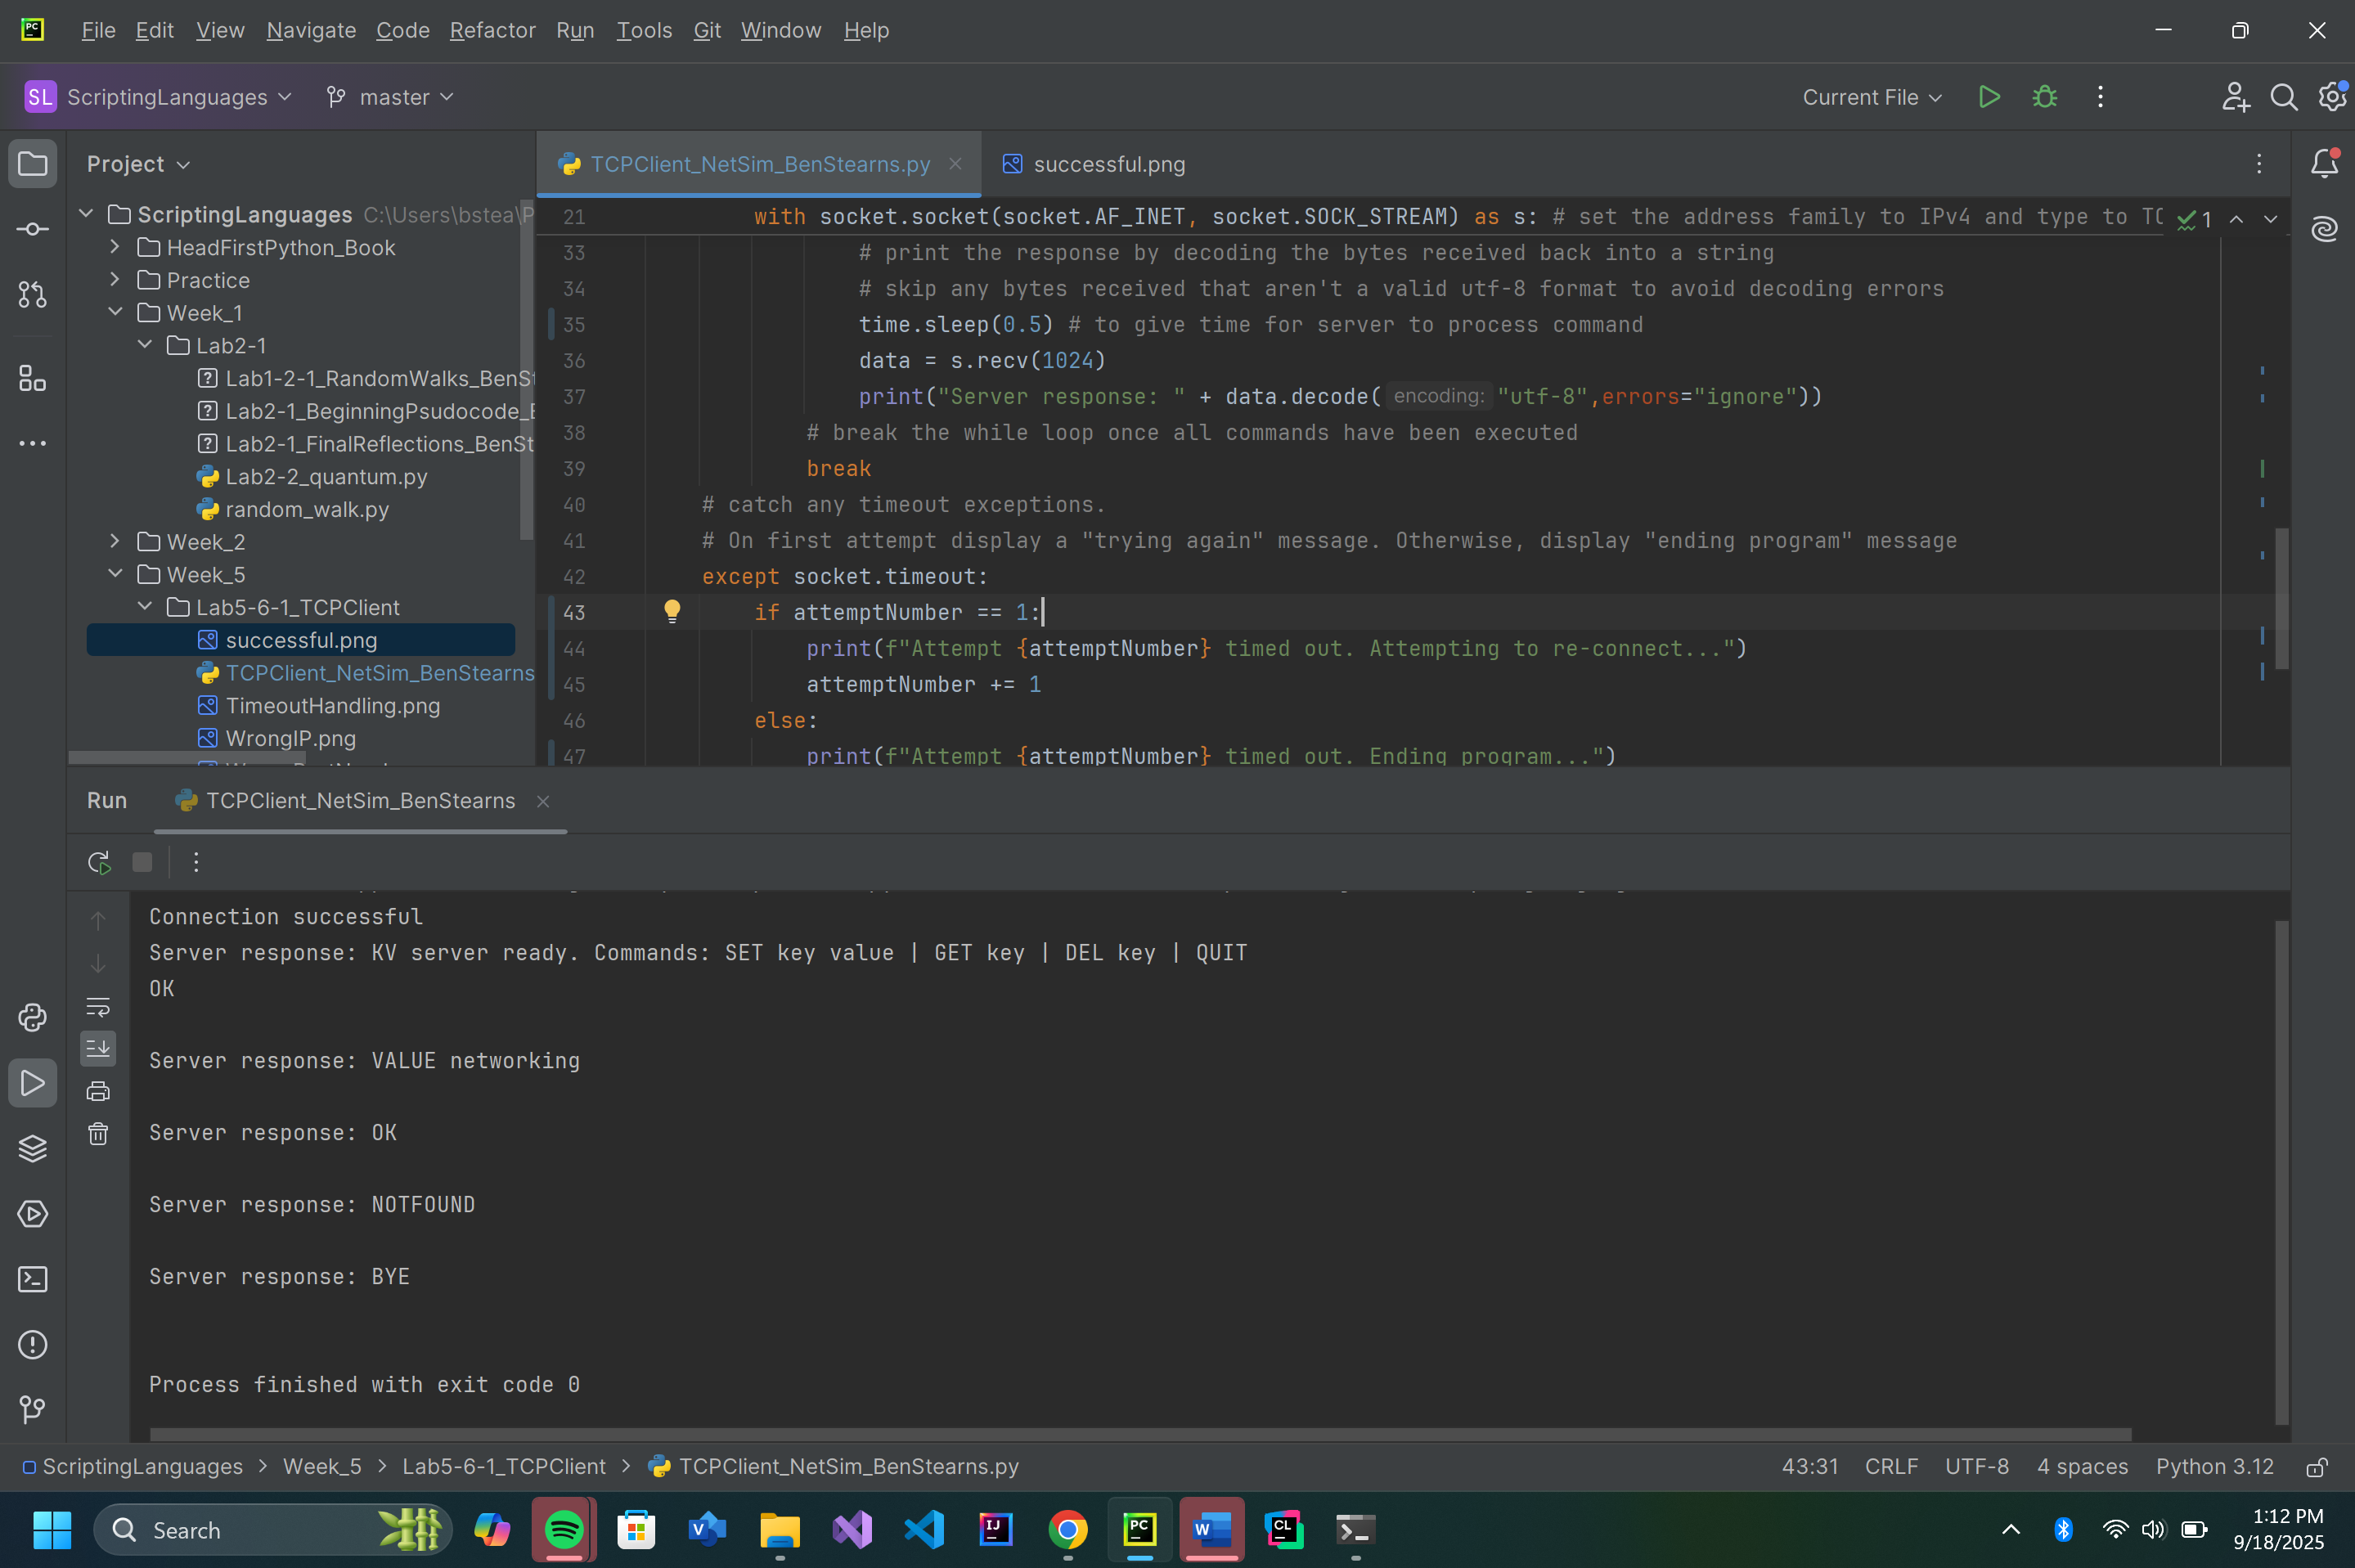 File Edit View Navigate Code Refactor Run Tools Git Window Help
SL ScriptingLanguages master Current File
Project
TCPClient_NetSim_BenStearns.py successful.png
ScriptingLanguages C:\Users\bstea\P
HeadFirstPython_Book
Practice
Week_1
Lab2-1
Lab1-2-1_RandomWalks_BenSt
Lab2-1_BeginningPsudocode_B
Lab2-1_FinalReflections_BenSt
Lab2-2_quantum.py
random_walk.py
Week_2
Week_5
Lab5-6-1_TCPClient
successful.png
TCPClient_NetSim_BenStearns
TimeoutHandling.png
WrongIP.png
21 with socket.socket(socket.AF_INET, socket.SOCK_STREAM) as s: # set the address family to IPv4 and type to TC 1
33 # print the response by decoding the bytes received back into a string
34 # skip any bytes received that aren't a valid utf-8 format to avoid decoding errors
35 time.sleep(0.5) # to give time for server to process command
36 data = s.recv(1024)
37 print("Server response: " + data.decode( encoding: "utf-8",errors="ignore"))
38 # break the while loop once all commands have been executed
39 break
40 # catch any timeout exceptions.
41 # On first attempt display a "trying again" message. Otherwise, display "ending program" message
42 except socket.timeout:
43 if attemptNumber == 1:
44 print(f"Attempt {attemptNumber} timed out. Attempting to re-connect...")
45 attemptNumber += 1
46 else:
47 print(f"Attempt {attemptNumber} timed out. Ending program...")
Run TCPClient_NetSim_BenStearns
Connection successful
Server response: KV server ready. Commands: SET key value | GET key | DEL key | QUIT
OK
Server response: VALUE networking
Server response: OK
Server response: NOTFOUND
Server response: BYE
Process finished with exit code 0
ScriptingLanguages > Week_5 > Lab5-6-1_TCPClient > TCPClient_NetSim_BenStearns.py 43:31 CRLF UTF-8 4 spaces Python 3.12
Search
1:12 PM
9/18/2025